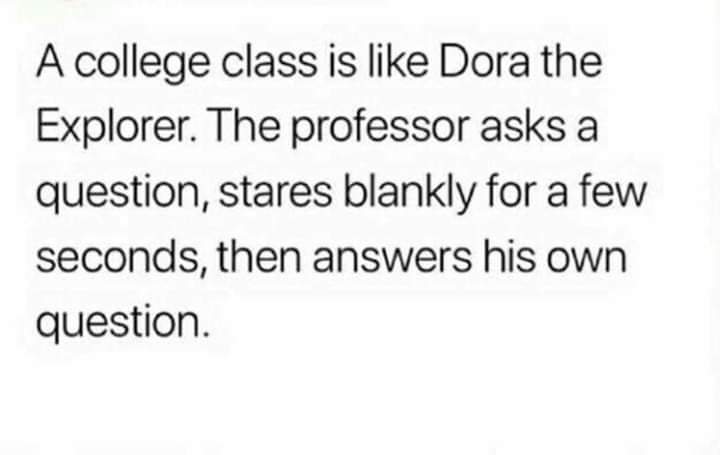 A college class is like Dora the
Explorer. The professor asks a
question, stares blankly for a few
seconds, then answers his own
question.